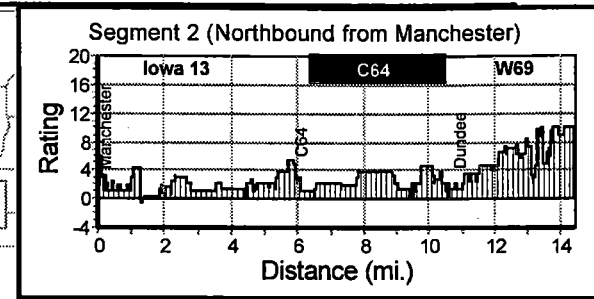 Segment 2 (Northbound from Manchester)
Iowa 13
C64
W69
20
16
12
8
4
0
-4
Rating
Manchester
C64
Dundee
0
2
4
6
8
10
12
14
Distance (mi.)